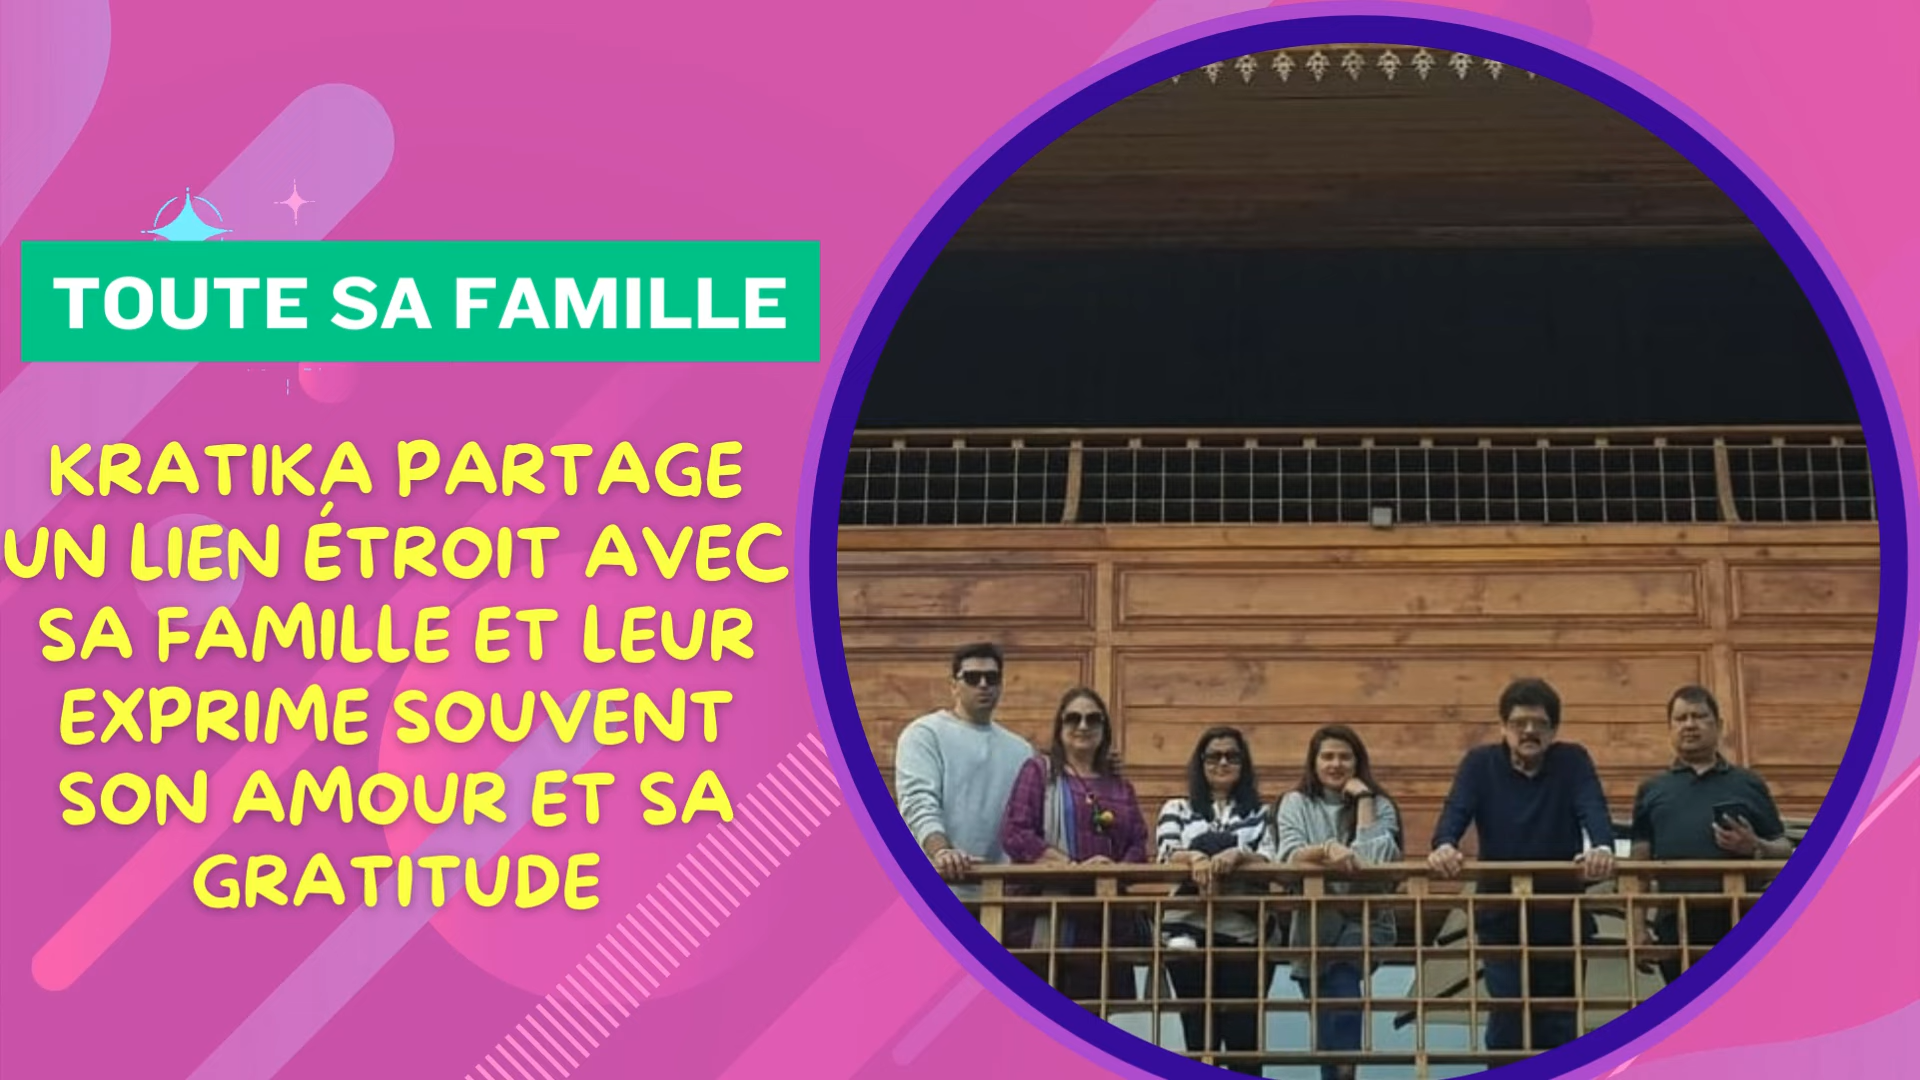 TOUTE SA FAMILLE
KRATIKA PARTAGE
UN LIEN ÉTROIT AVEC
SA FAMILLE ET LEUR
EXPRIME SOUVENT
SON AMOUR ET SA
GRATITUDE